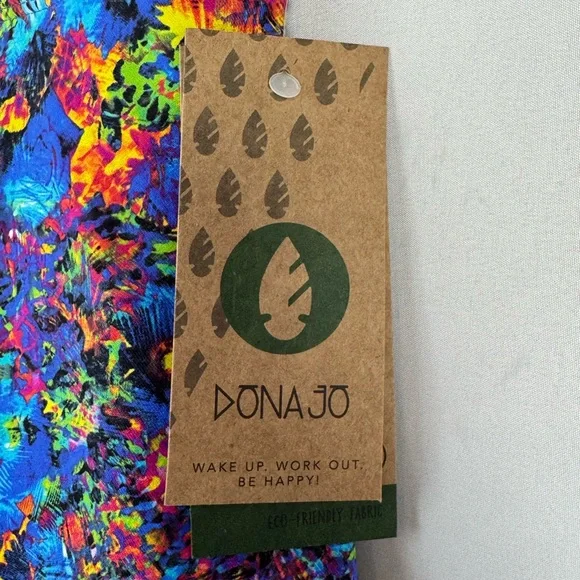 DONAJO
WAKE UP. WORK OUT.
BE HAPPY!
ECO-FRIENDLY FABRIC